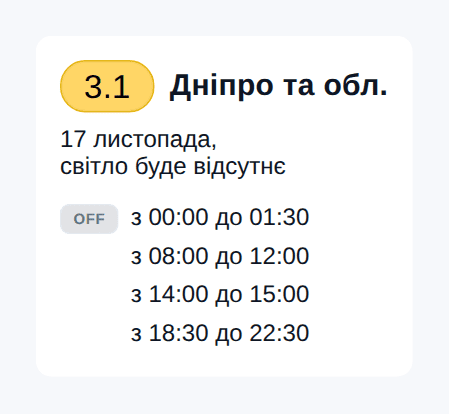 3.1 Дніпро та обл.
17 листопада,
світло буде відсутнє
OFF з 00:00 до 01:30
з 08:00 до 12:00
з 14:00 до 15:00
з 18:30 до 22:30